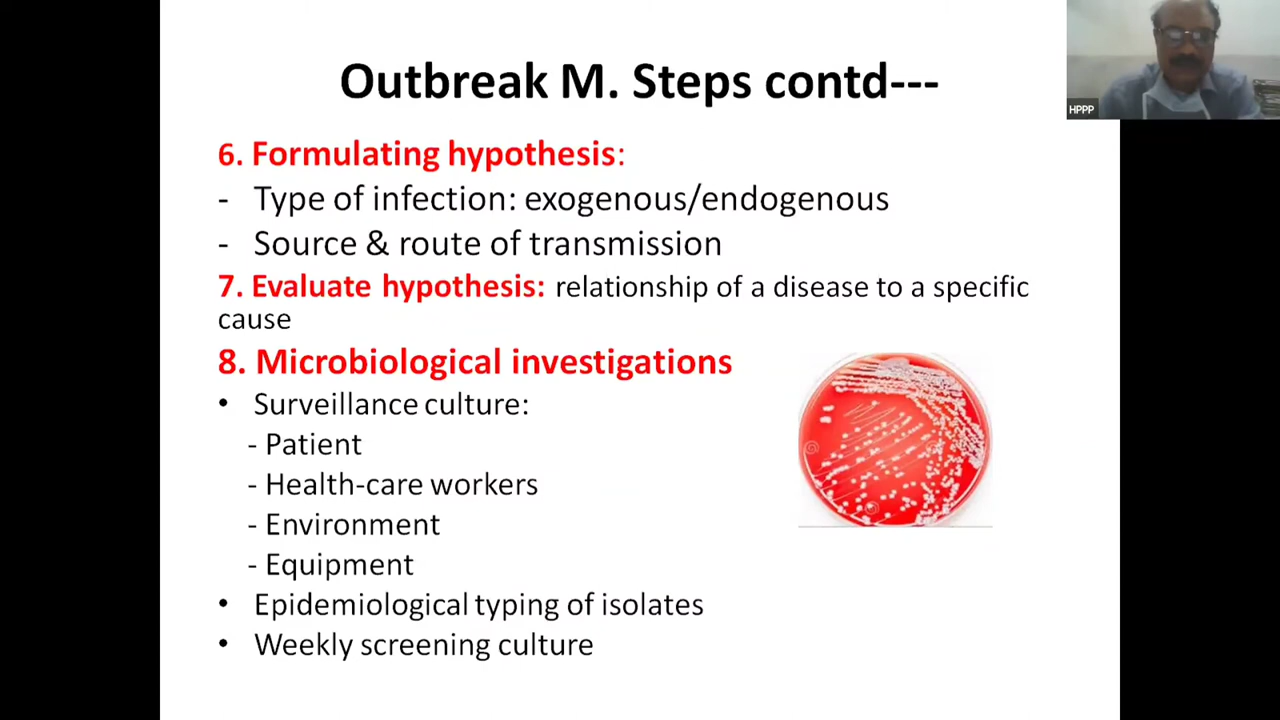 Outbreak M. Steps contd---
HPPP
6. Formulating hypothesis:
- Type of infection: exogenous/endogenous
- Source & route of transmission
7. Evaluate hypothesis: relationship of a disease to a specific
cause
8. Microbiological investigations
• Surveillance culture:
- Patient
- Health-care workers
- Environment
- Equipment
• Epidemiological typing of isolates
• Weekly screening culture